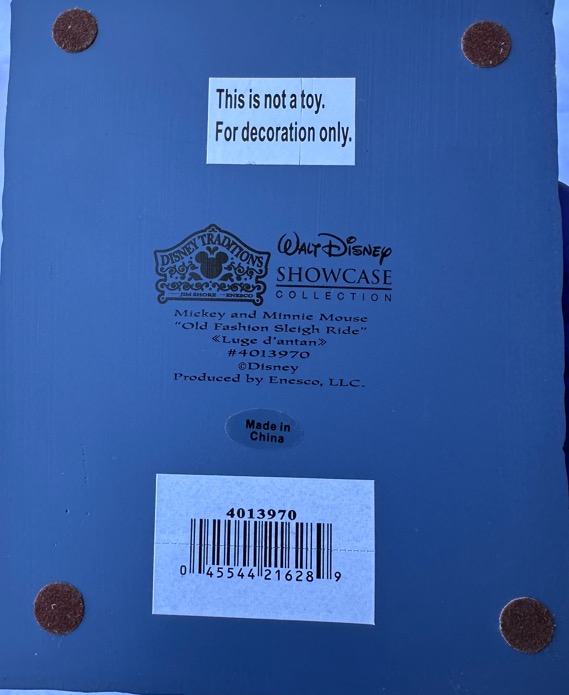 This is not a toy.
For decoration only.
DISNEY TRADITIONS
JIM SHORE ENESCO
WALT DISNEY
SHOWCASE
COLLECTION
Mickey and Minnie Mouse
"Old Fashion Sleigh Ride"
《Luge d'antan》
#4013970
©Disney
Produced by Enesco, LLC.
Made in
China
4013970
0 45544 21628 9